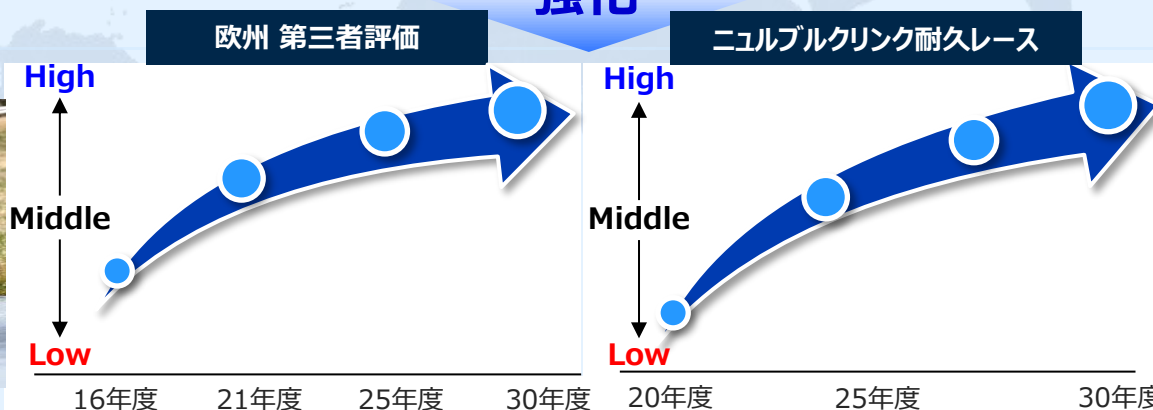 強化
欧州 第三者評価
ニュルブルクリンク耐久レース
High
Middle
Low
16年度
21年度
25年度
30年度
High
Middle
Low
20年度
25年度
30年度